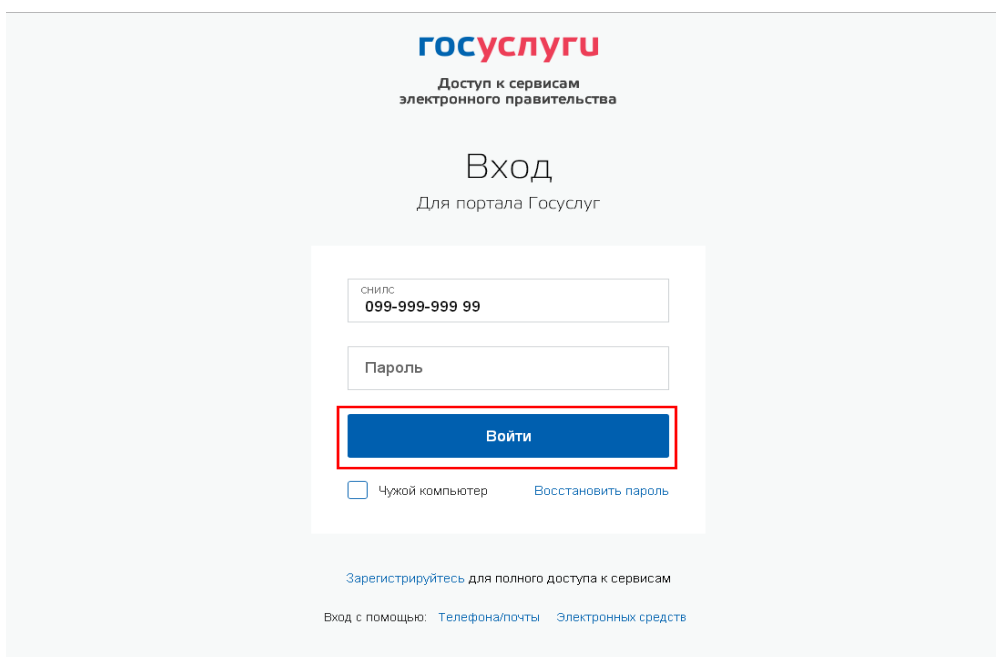 госуслуги
Доступ к сервисам
электронного правительства
Вход
Для портала Госуслуг
СНИЛС
099-999-999 99
Пароль
Войти
Чужой компьютер Восстановить пароль
Зарегистрируйтесь для полного доступа к сервисам
Вход с помощью: Телефона/почты Электронных средств